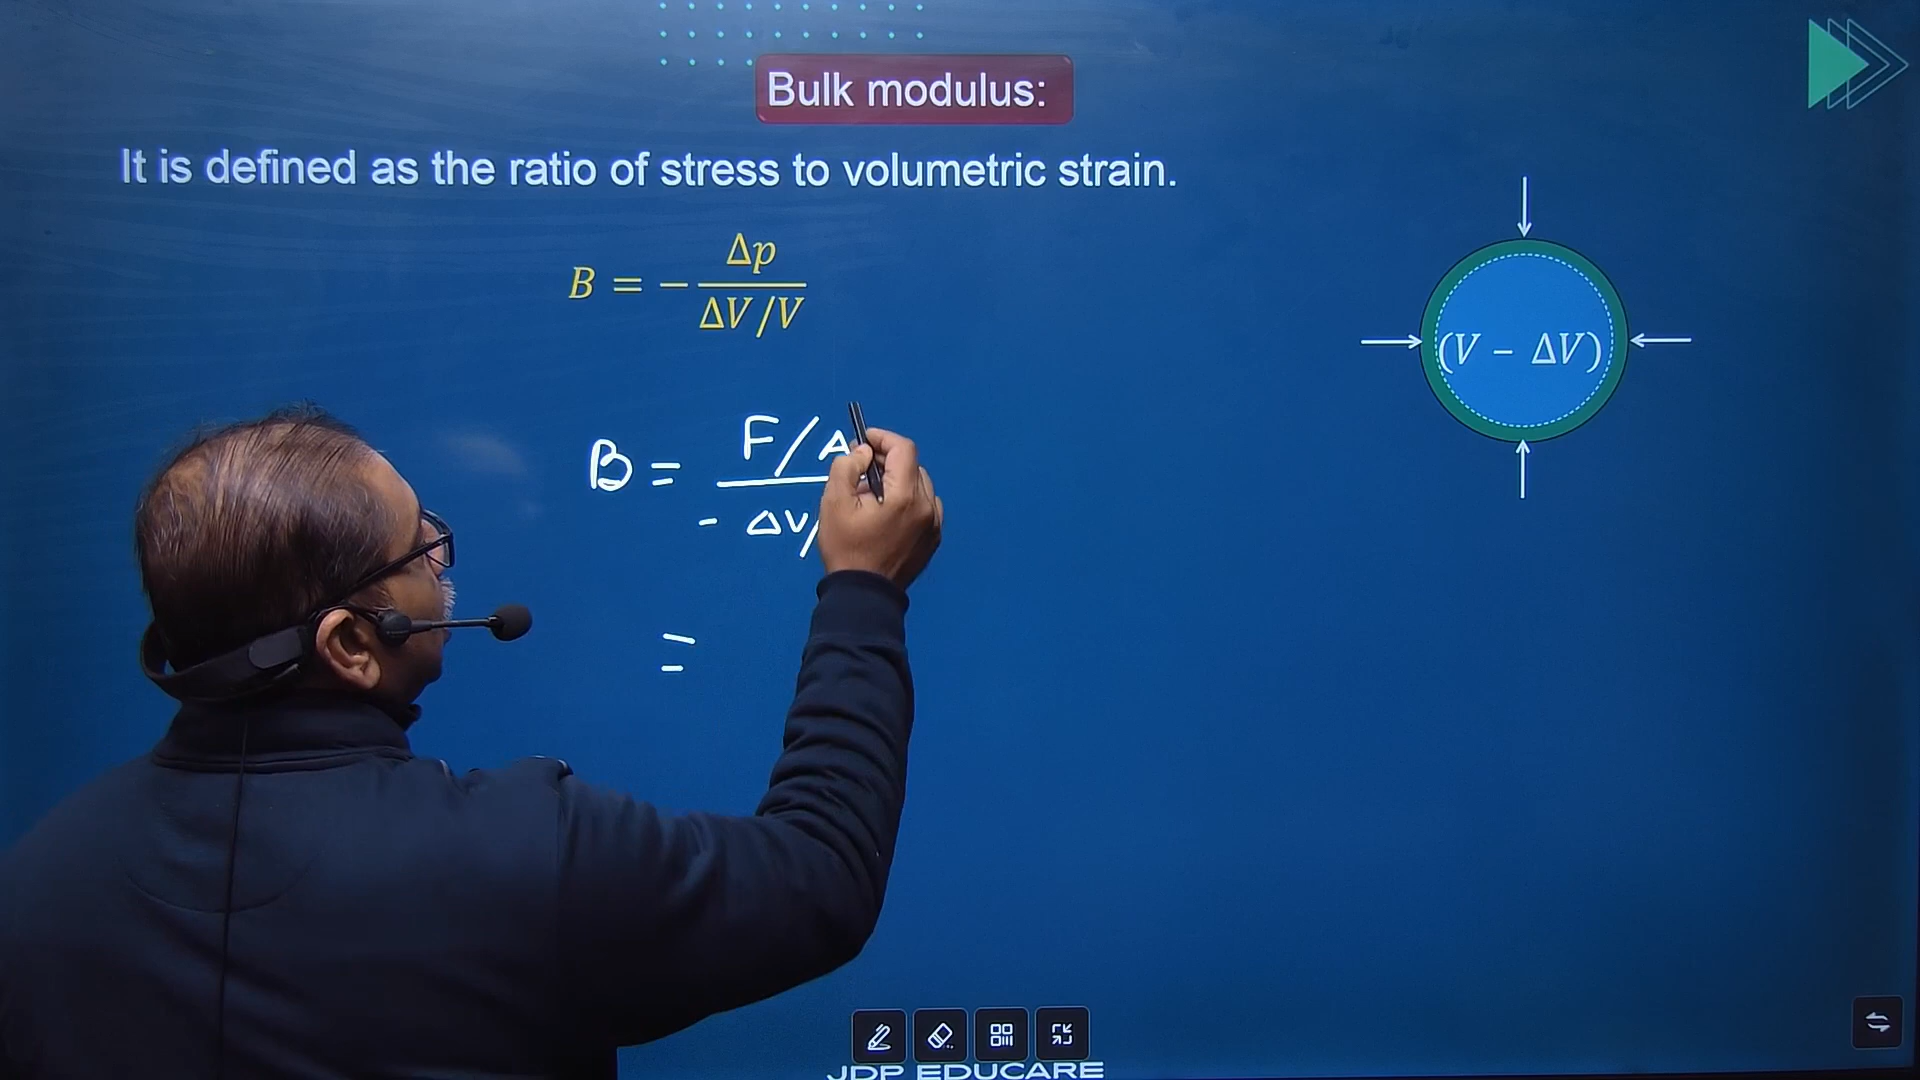 Bulk modulus:
It is defined as the ratio of stress to volumetric strain.
B = - Δp
ΔV/V
(V - ΔV)
B = F/A
- ΔV/
=
JDP EDUCARE